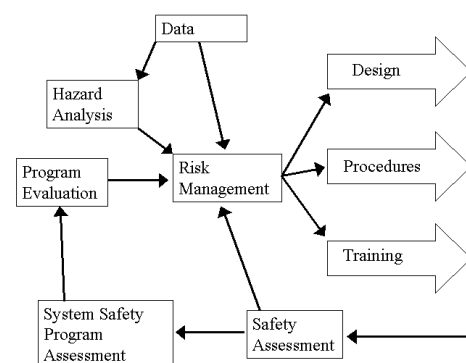 Data
Design
Hazard
Analysis
Program
Evaluation
Risk
Management
Procedures
Training
System Safety
Program
Assessment
Safety
Assessment